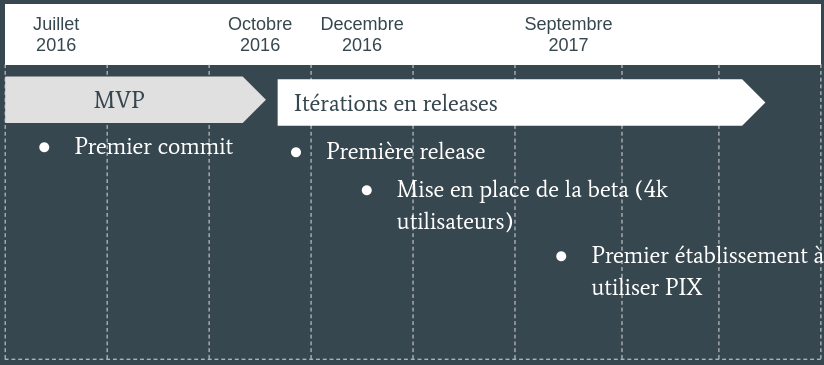 Juillet
2016
Octobre
2016
Decembre
2016
Septembre
2017
MVP
Itérations en releases
● Premier commit
● Première release
● Mise en place de la beta (4k
utilisateurs)
● Premier établissement à
utiliser PIX